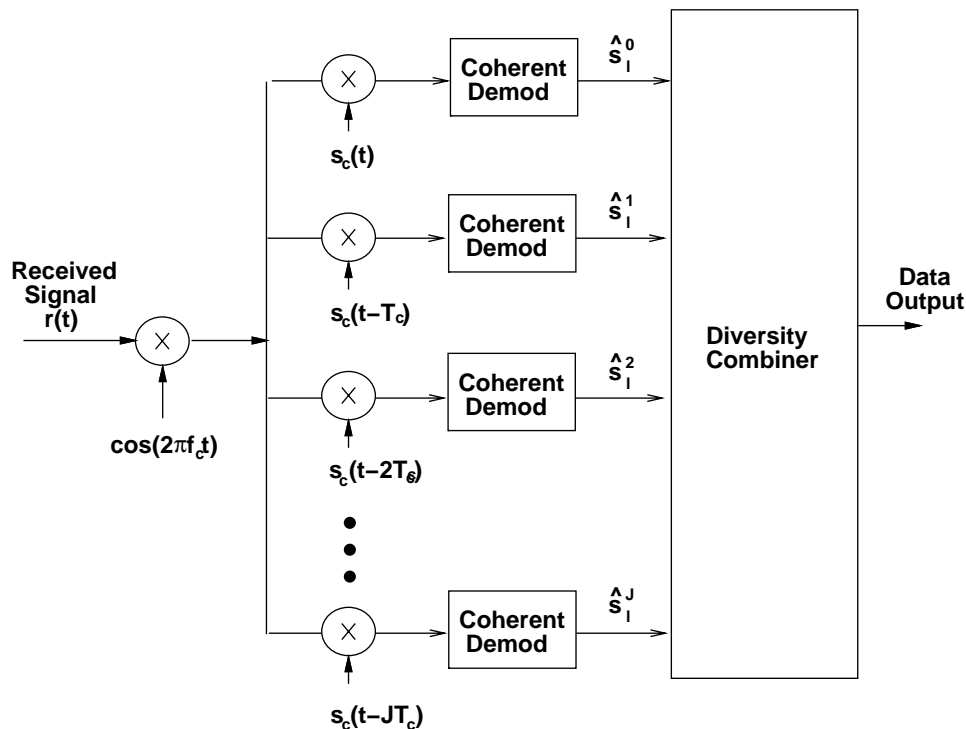 Coherent
Demod
ŝ_l^0
s_c(t)
Coherent
Demod
ŝ_l^1
s_c(t−T_c)
Received
Signal
r(t)
Data
Output
Diversity
Combiner
Coherent
Demod
ŝ_l^2
cos(2πf_ct)
s_c(t−2T_c)
Coherent
Demod
ŝ_l^J
s_c(t−JT_c)